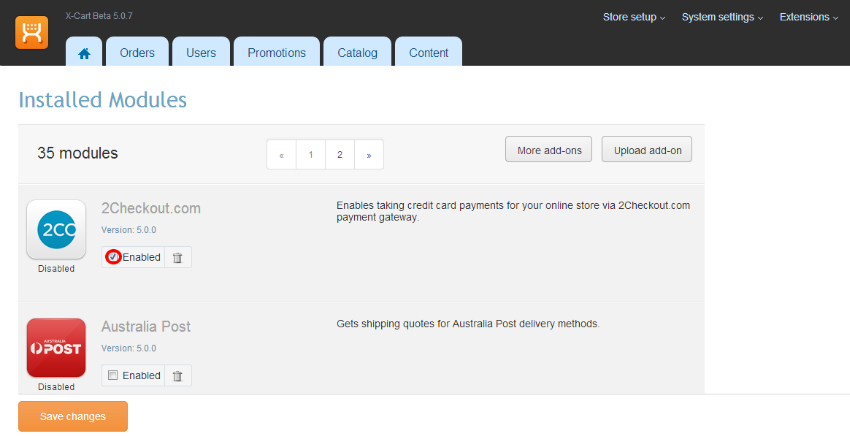 X-Cart Beta 5.0.7
Store setup
System settings
Extensions
Orders
Users
Promotions
Catalog
Content
Installed Modules
35 modules
« 1 2 »
More add-ons
Upload add-on
2CO
Disabled
2Checkout.com
Version: 5.0.0
Enabled
Enables taking credit card payments for your online store via 2Checkout.com
payment gateway.
AUSTRALIA
POST
Disabled
Australia Post
Version: 5.0.0
Enabled
Gets shipping quotes for Australia Post delivery methods.
Save changes